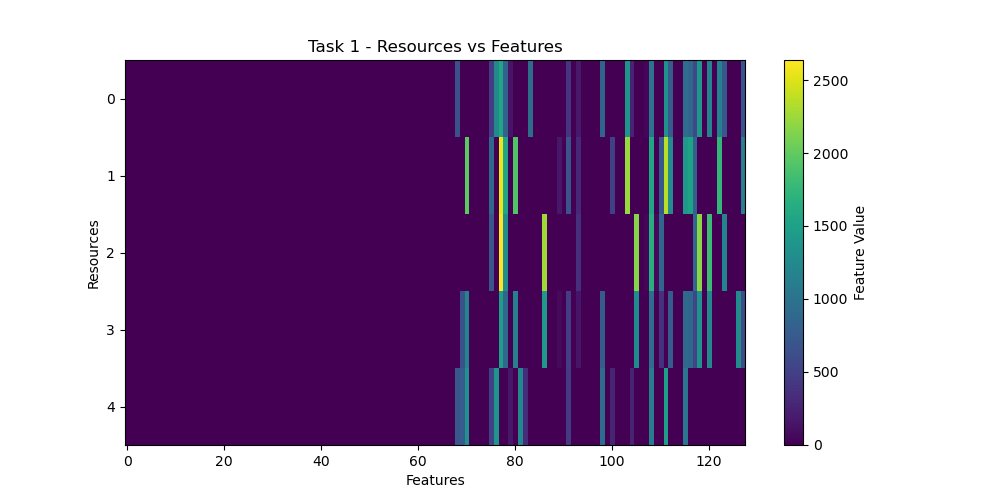 Task 1 - Resources vs Features
0
1
2
3
4
Resources
0 20 40 60 80 100 120
Features
2500
2000
1500
1000
500
0
Feature Value